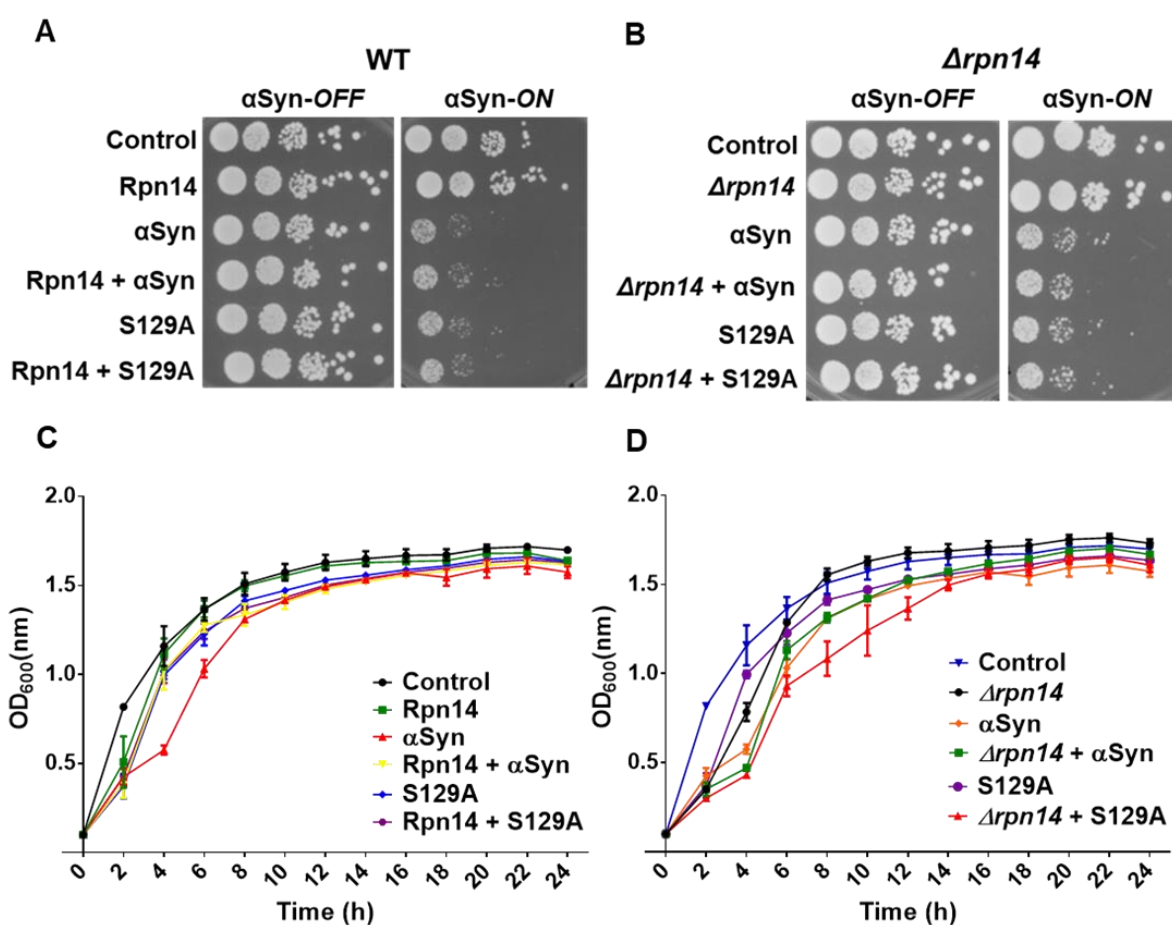 A
WT
αSyn-OFF
αSyn-ON
Control
Rpn14
αSyn
Rpn14 + αSyn
S129A
Rpn14 + S129A
B
Δrpn14
αSyn-OFF
αSyn-ON
Control
Δrpn14
αSyn
Δrpn14 + αSyn
S129A
Δrpn14 + S129A
C
OD600(nm)
2.0
1.5
1.0
0.5
0 2 4 6 8 10 12 14 16 18 20 22 24
Time (h)
Control
Rpn14
αSyn
Rpn14 + αSyn
S129A
Rpn14 + S129A
D
OD600(nm)
2.0
1.5
1.0
0.5
0 2 4 6 8 10 12 14 16 18 20 22 24
Time (h)
Control
Δrpn14
αSyn
Δrpn14 + αSyn
S129A
Δrpn14 + S129A